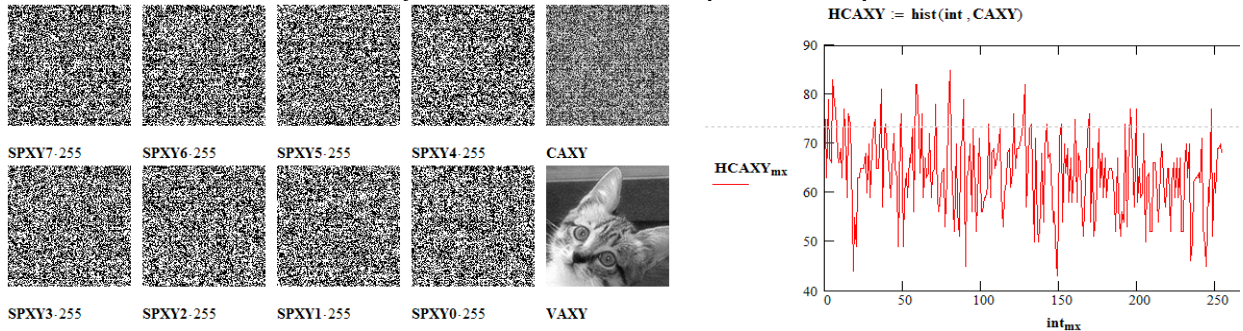 SPXY7·255 SPXY6·255 SPXY5·255 SPXY4·255 CAXY
SPXY3·255 SPXY2·255 SPXY1·255 SPXY0·255 VAXY
HCAXY := hist(int , CAXY)
90
80
70
60
50
40
HCAXYmx
0 50 100 150 200 250
intmx